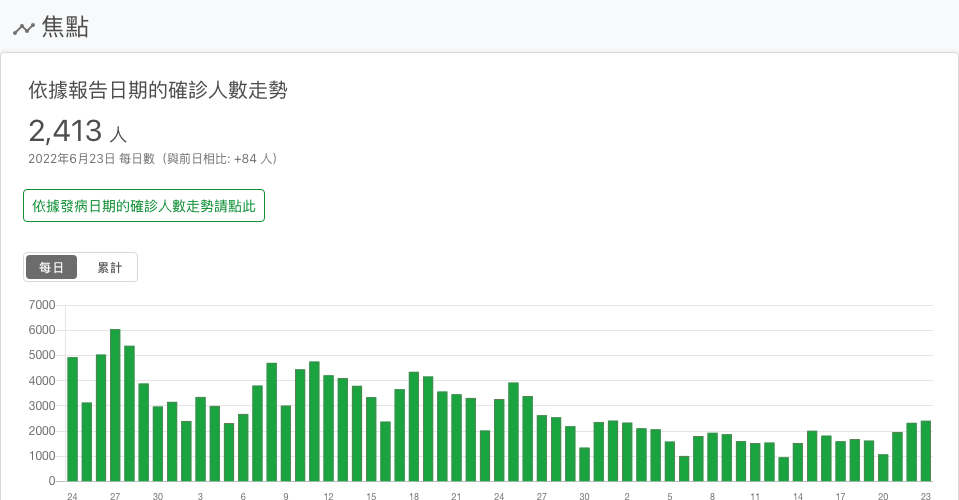 焦點
依據報告日期的確診人數走勢
2,413 人
2022年6月23日 每日數（與前日相比: +84 人）
依據發病日期的確診人數走勢請點此
每日 累計
7000
6000
5000
4000
3000
2000
1000
0
24 27 30 3 6 9 12 15 18 21 24 27 30 2 5 8 11 14 17 20 23